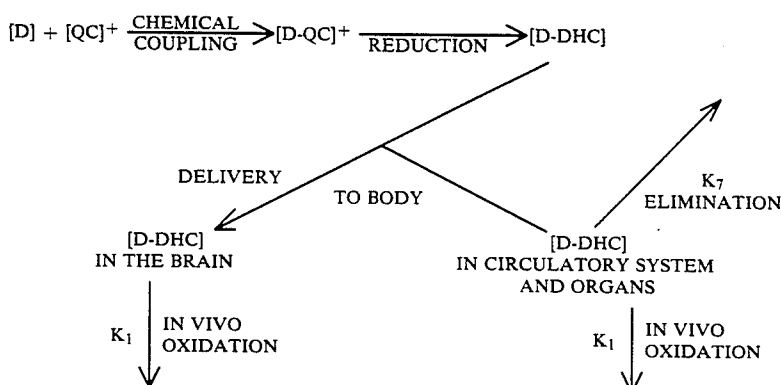 [D] + [QC]+ CHEMICAL COUPLING [D-QC]+ REDUCTION [D-DHC]
DELIVERY
TO BODY
K7
ELIMINATION
[D-DHC]
IN THE BRAIN
[D-DHC]
IN CIRCULATORY SYSTEM
AND ORGANS
K1
IN VIVO
OXIDATION
K1
IN VIVO
OXIDATION